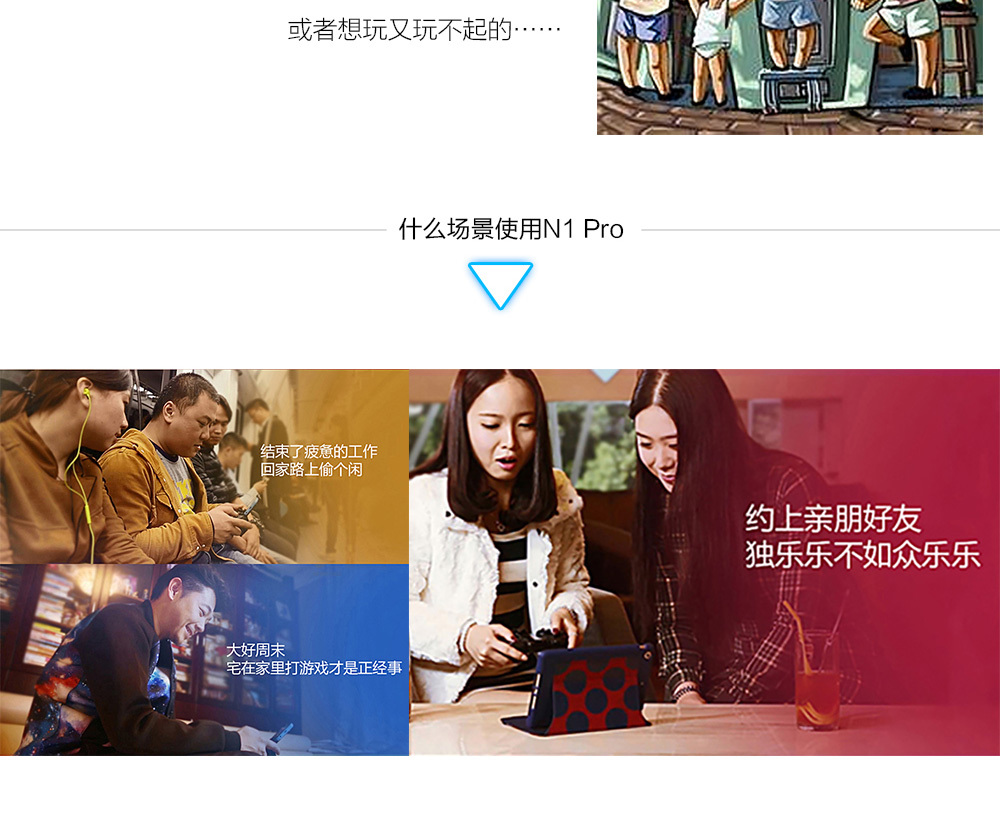 或者想玩又玩不起的……
什么场景使用N1 Pro
结束了疲惫的工作
回家路上偷个闲
大好周末
宅在家里打游戏才是正经事
约上亲朋好友
独乐乐不如众乐乐